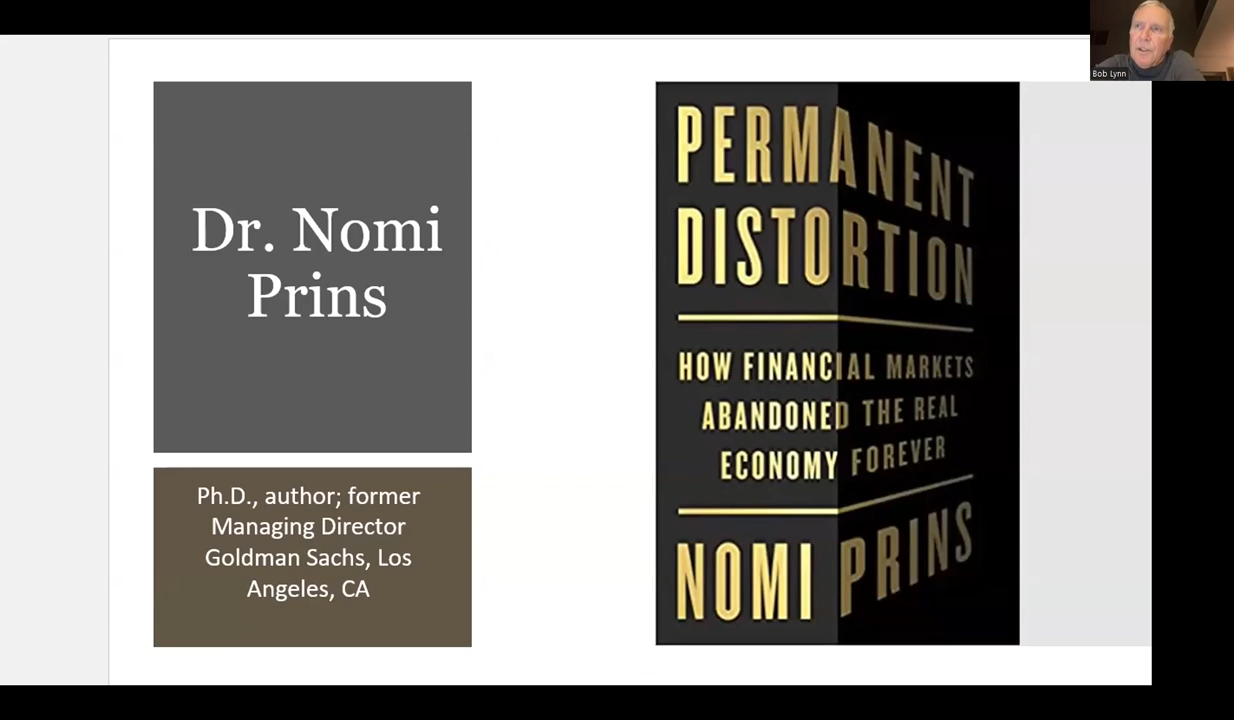 Dr. Nomi
Prins
Ph.D., author; former
Managing Director
Goldman Sachs, Los
Angeles, CA
PERMANENT
DISTORTION
HOW FINANCIAL MARKETS
ABANDONED THE REAL
ECONOMY FOREVER
NOMI PRINS
Bob Lynn